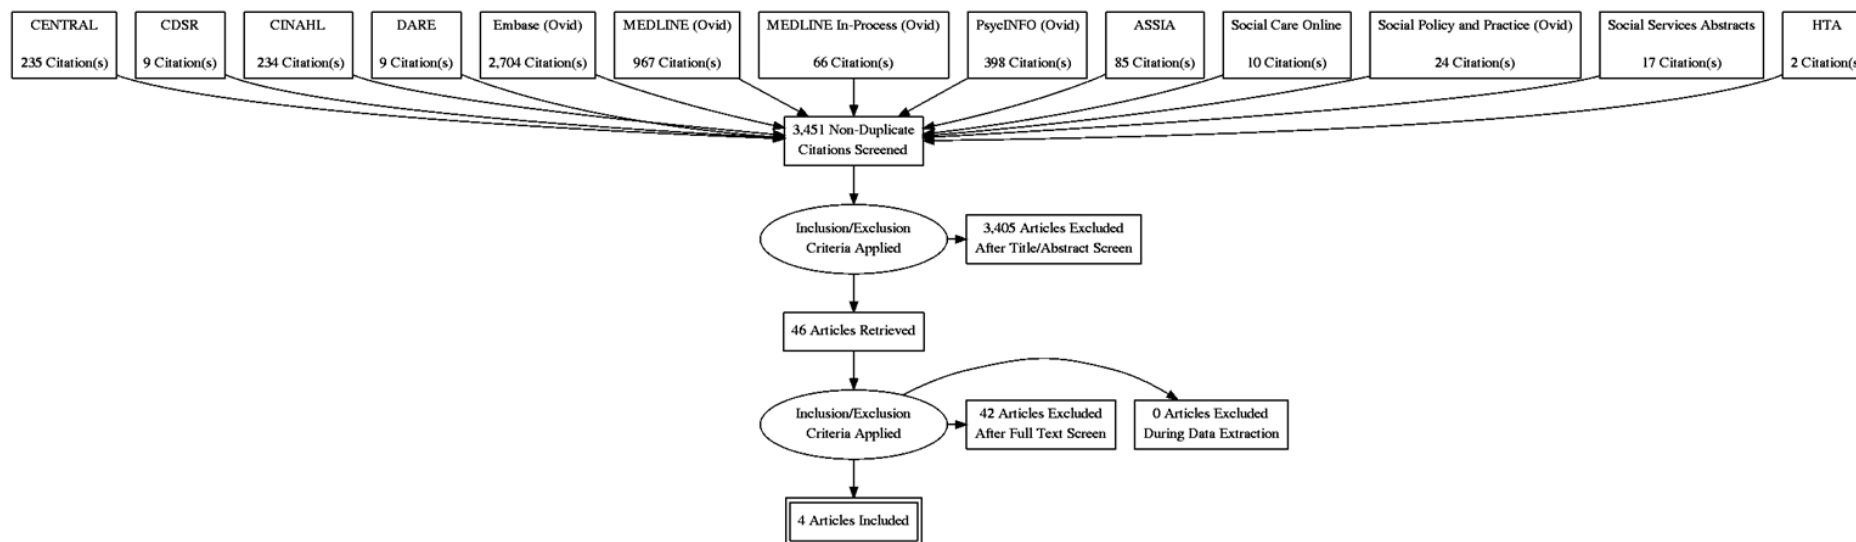 CENTRAL
235 Citation(s)
CDSR
9 Citation(s)
CINAHL
234 Citation(s)
DARE
9 Citation(s)
Embase (Ovid)
2,704 Citation(s)
MEDLINE (Ovid)
967 Citation(s)
MEDLINE In-Process (Ovid)
66 Citation(s)
PsycINFO (Ovid)
398 Citation(s)
ASSIA
85 Citation(s)
Social Care Online
10 Citation(s)
Social Policy and Practice (Ovid)
24 Citation(s)
Social Services Abstracts
17 Citation(s)
HTA
2 Citation(s
3,451 Non-Duplicate
Citations Screened
Inclusion/Exclusion
Criteria Applied
3,405 Articles Excluded
After Title/Abstract Screen
46 Articles Retrieved
Inclusion/Exclusion
Criteria Applied
42 Articles Excluded
After Full Text Screen
0 Articles Excluded
During Data Extraction
4 Articles Included